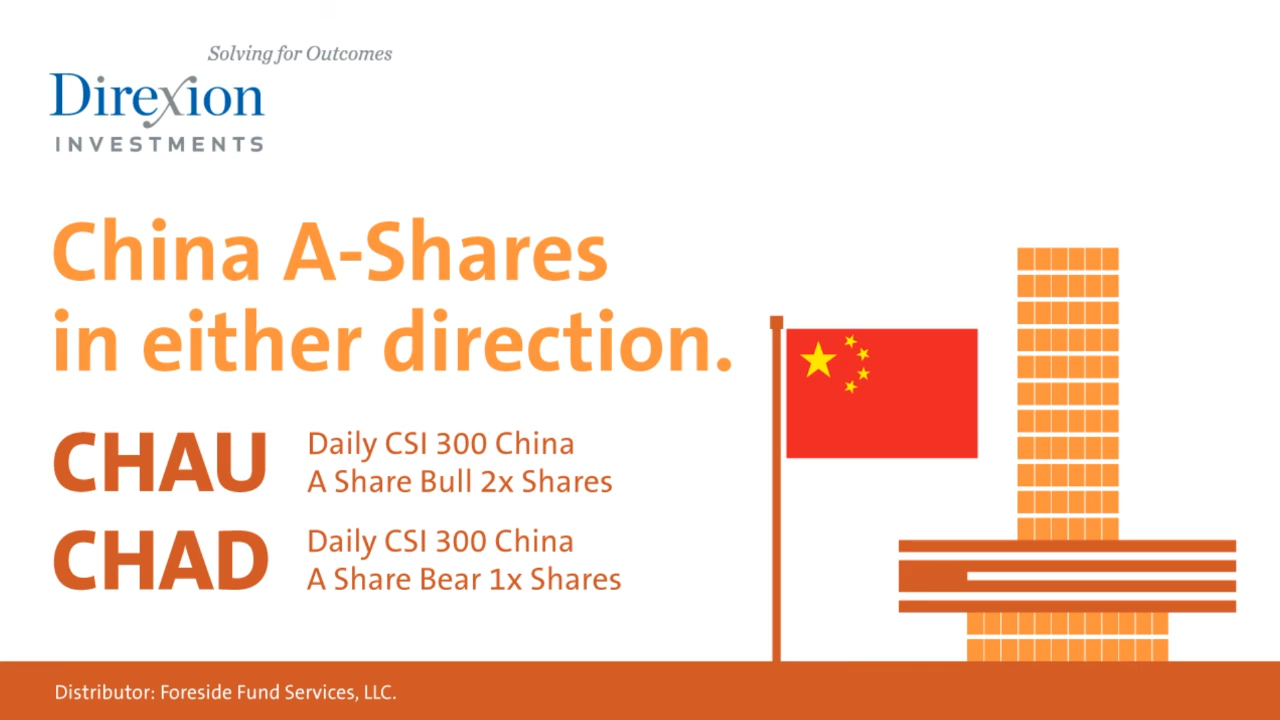 Solving for Outcomes
Direxion
INVESTMENTS
China A-Shares
in either direction.
CHAU
Daily CSI 300 China
A Share Bull 2x Shares
CHAD
Daily CSI 300 China
A Share Bear 1x Shares
Distributor: Foreside Fund Services, LLC.